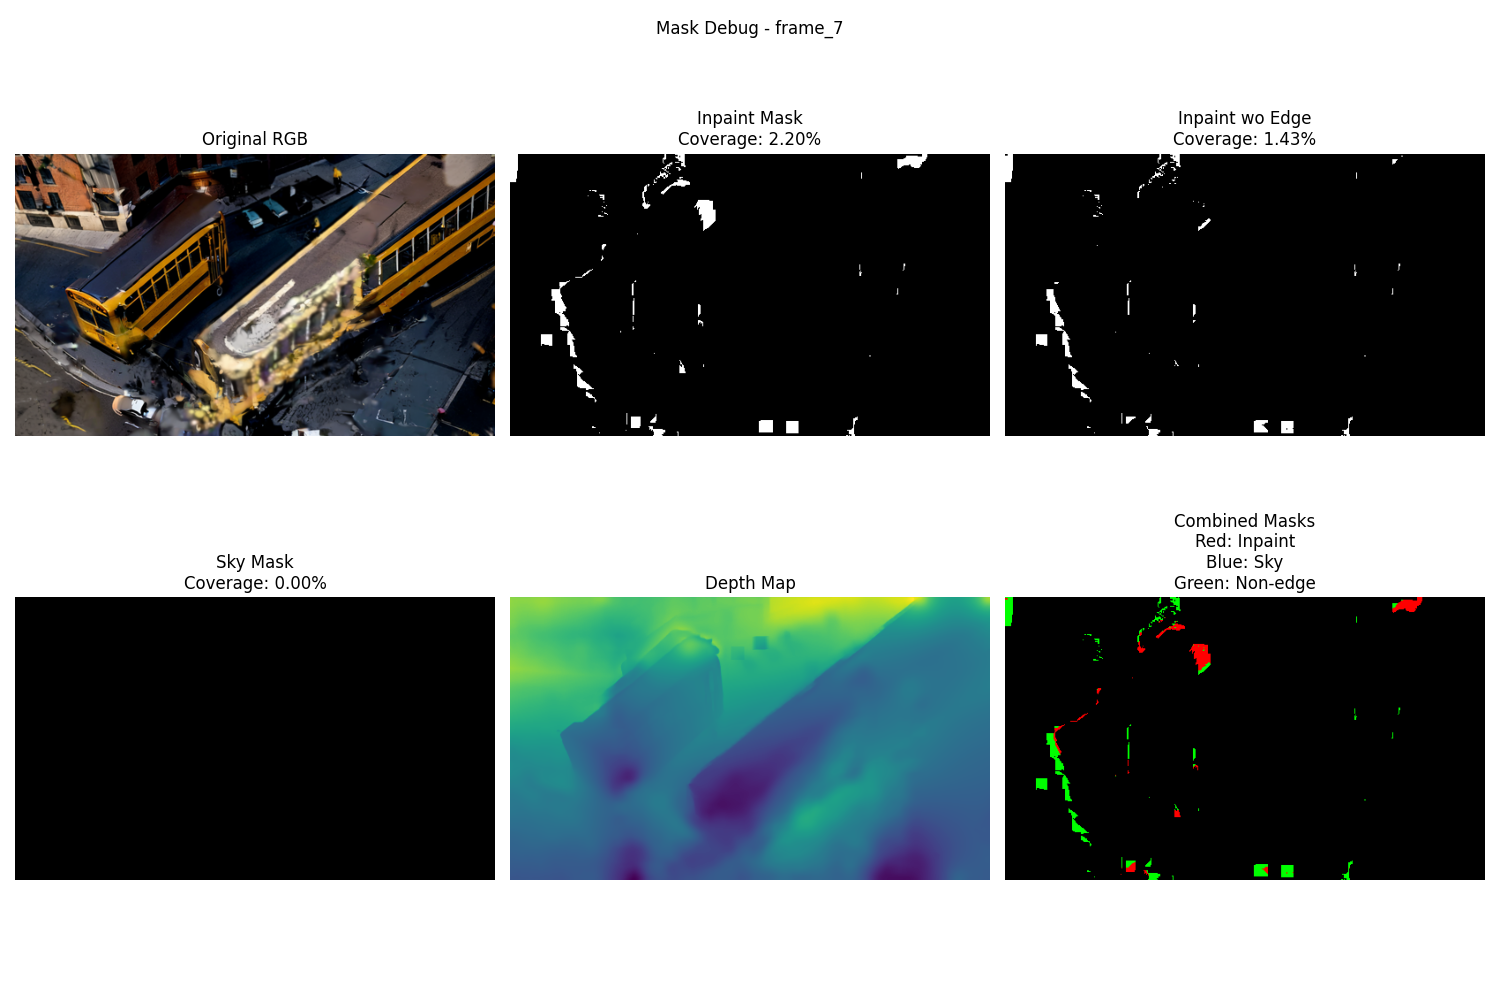 Mask Debug - frame_7
Original RGB
Inpaint Mask
Coverage: 2.20%
Inpaint wo Edge
Coverage: 1.43%
Sky Mask
Coverage: 0.00%
Depth Map
Combined Masks
Red: Inpaint
Blue: Sky
Green: Non-edge